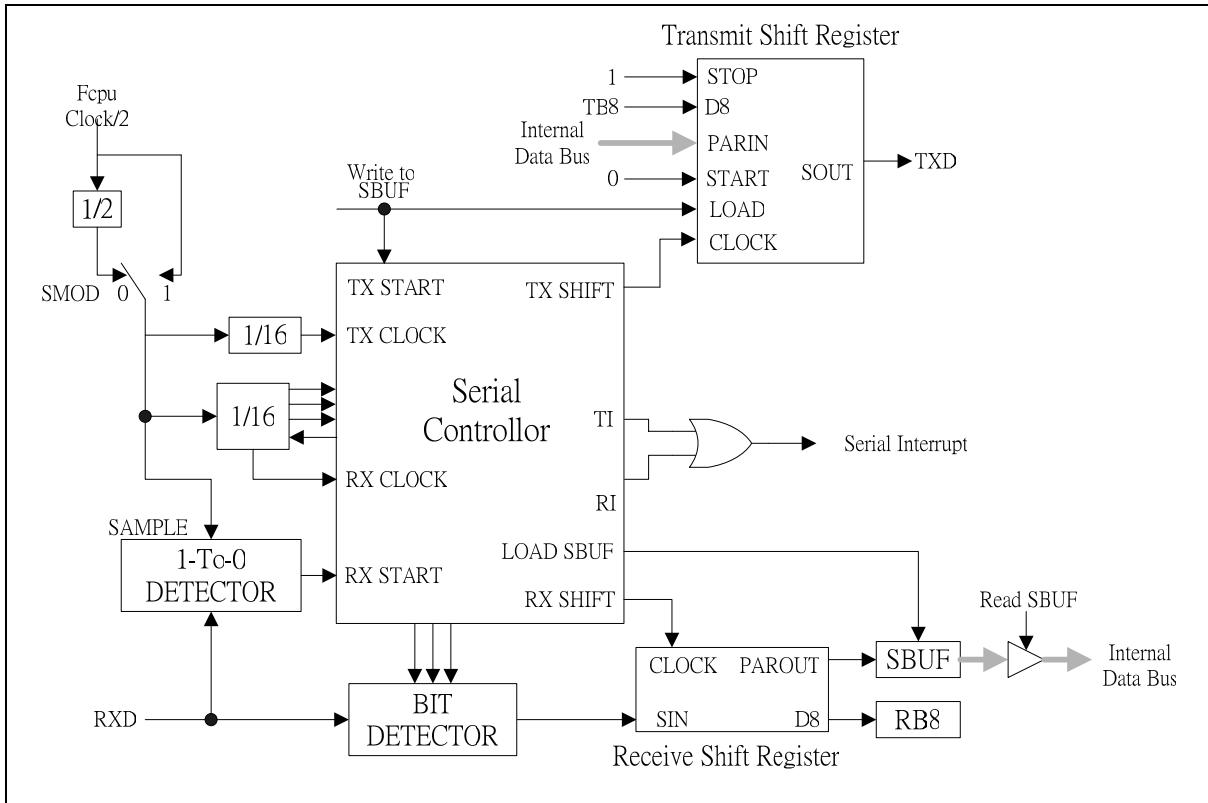 Transmit Shift Register
1
STOP
TB8
D8
Internal
Data Bus
PARIN
0
START
SOUT
TXD
LOAD
CLOCK
Fcpu
Clock/2
1/2
SMOD 0 1
Write to
SBUF
TX START
TX SHIFT
1/16
TX CLOCK
1/16
Serial
Controllor
TI
RI
Serial Interrupt
RX CLOCK
SAMPLE
1-To-0
DETECTOR
RX START
LOAD SBUF
RX SHIFT
Read SBUF
CLOCK
PAROUT
SBUF
Internal
Data Bus
RXD
BIT
DETECTOR
SIN
D8
RB8
Receive Shift Register